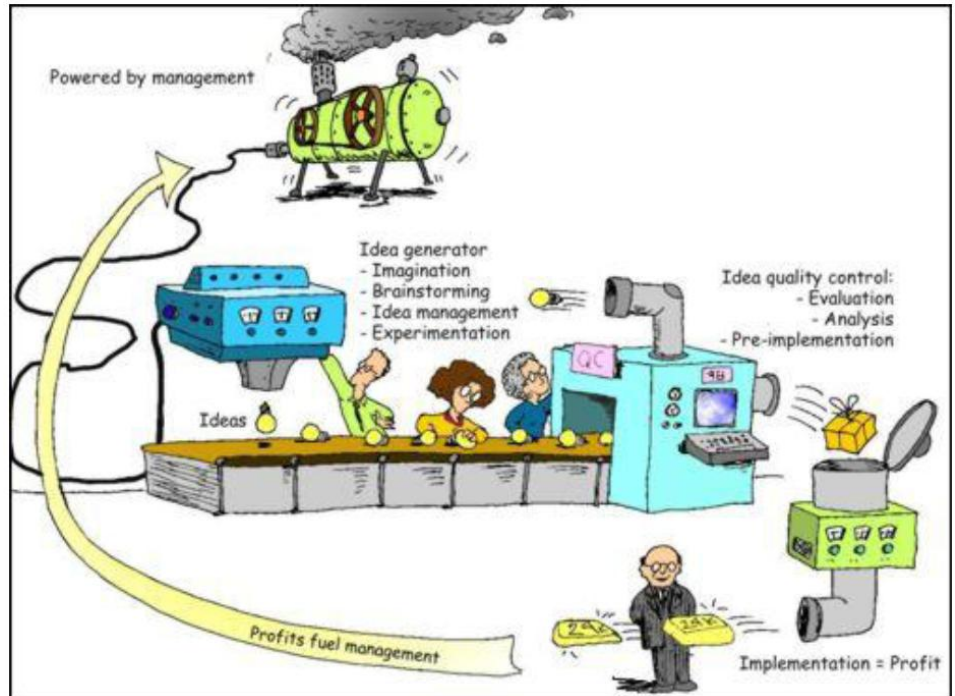 Powered by management
Idea generator
- Imagination
- Brainstorming
- Idea management
- Experimentation
Idea quality control:
- Evaluation
- Analysis
- Pre-implementation
QC
Ideas
Profits fuel management
24k
Implementation = Profit